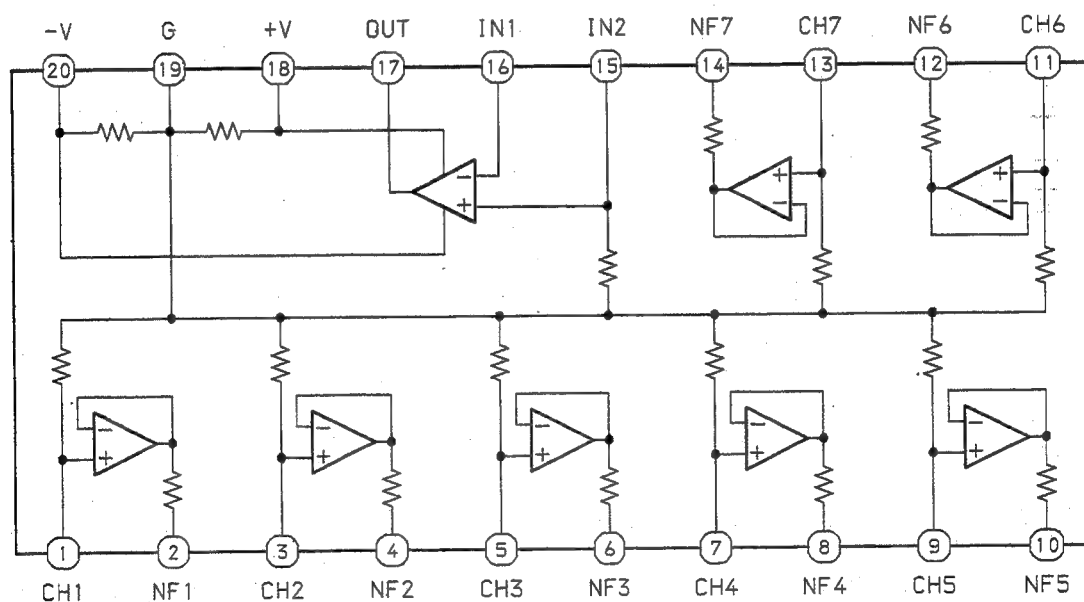 -V G +V OUT IN1 IN2 NF7 CH7 NF6 CH6
20 19 18 17 16 15 14 13 12 11
- + + - + -
- + - + - + - + - +
1 2 3 4 5 6 7 8 9 10
CH1 NF1 CH2 NF2 CH3 NF3 CH4 NF4 CH5 NF5